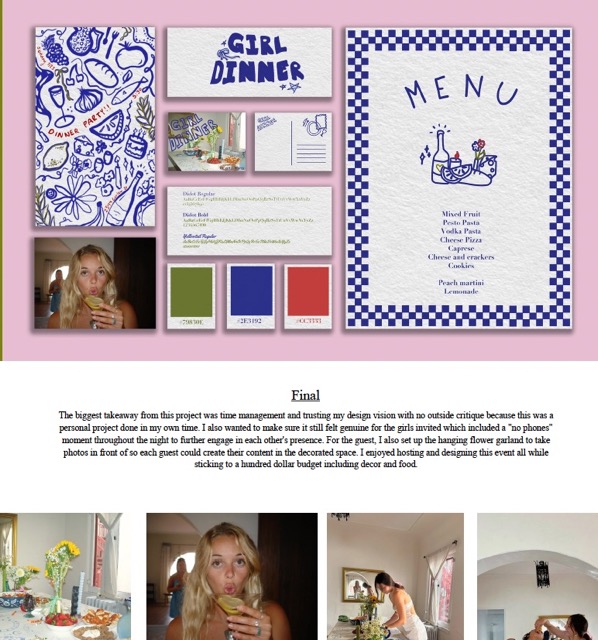 DINNER PARTY!!
GIRL
DINNER
GIRL
DINNER
MENU
Didot Regular
Didot Bold
Mixed Fruit
Pesto Pasta
Vodka Pasta
Cheese Pizza
Caprese
Cheese and crackers
Cookies
Peach martini
Lemonade
#2E3192
#CC3333
Final
The biggest takeaway from this project was time management and trusting my design vision with no outside critique because this was a
personal project done in my own time. I also wanted to make sure it still felt genuine for the girls invited which included a "no phones"
moment throughout the night to further engage in each other's presence. For the guest, I also set up the hanging flower garland to take
photos in front of so each guest could create their content in the decorated space. I enjoyed hosting and designing this event all while
sticking to a hundred dollar budget including decor and food.